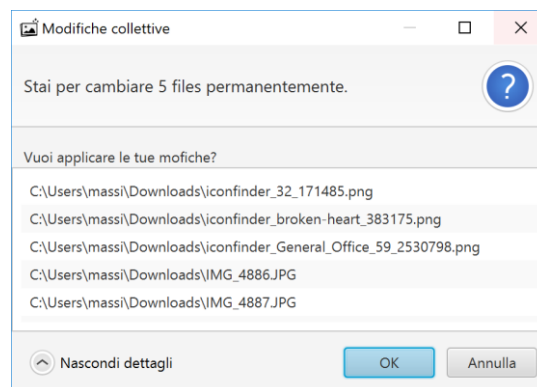 Modifiche collettive
Stai per cambiare 5 files permanentemente.
?
Vuoi applicare le tue mofiche?
C:\Users\massi\Downloads\iconfinder_32_171485.png
C:\Users\massi\Downloads\iconfinder_broken-heart_383175.png
C:\Users\massi\Downloads\iconfinder_General_Office_59_2530798.png
C:\Users\massi\Downloads\IMG_4886.JPG
C:\Users\massi\Downloads\IMG_4887.JPG
Nascondi dettagli OK Annulla